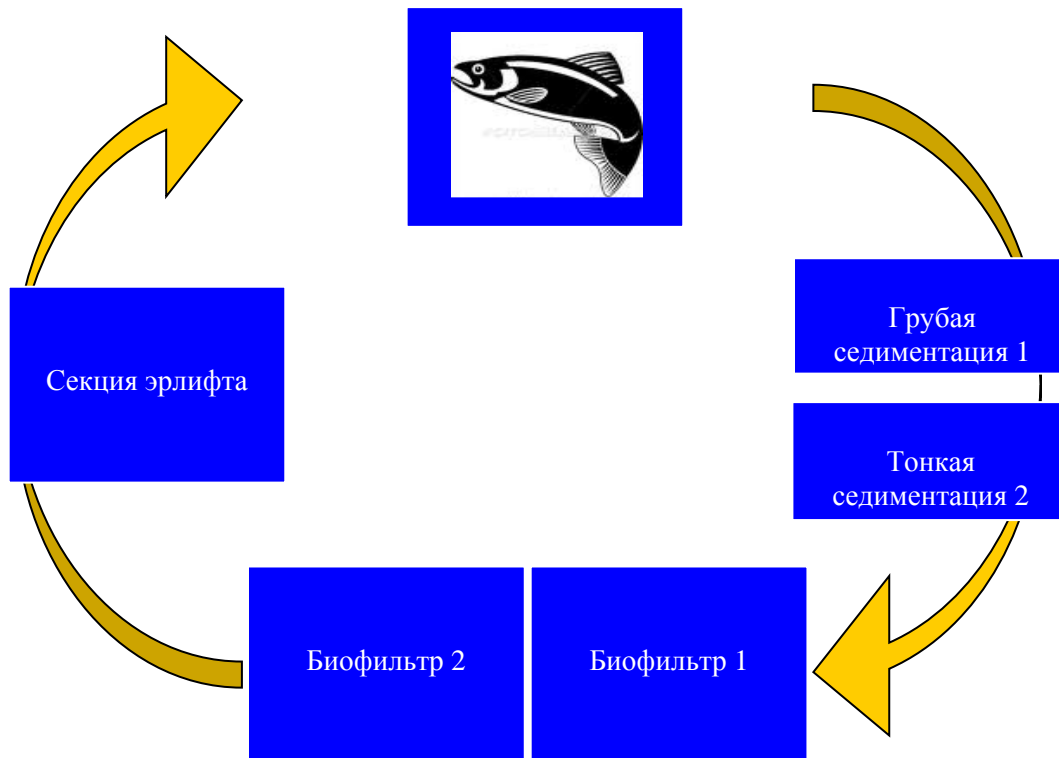 Грубая
седиментация 1
Тонкая
седиментация 2
Секция эрлифта
Биофильтр 2
Биофильтр 1